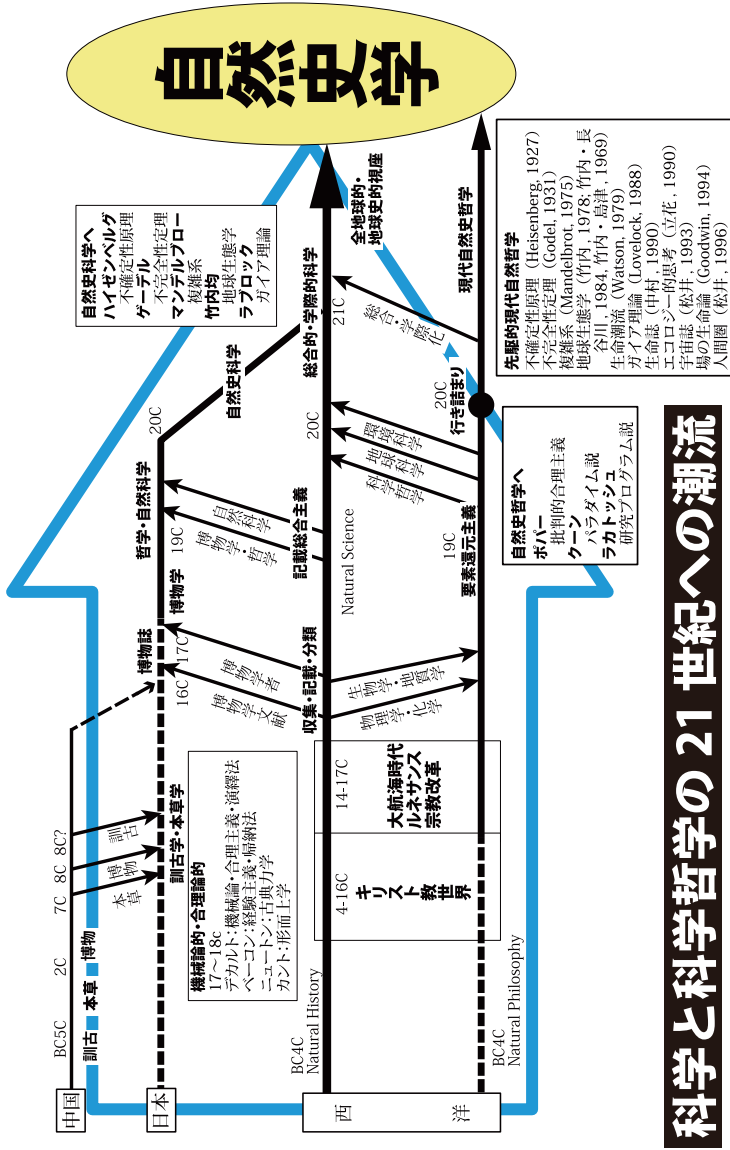 科学と科学哲学の 21 世紀への潮流
自然史学
中国
BC5C
2C
7C
8C
8C?
訓古
本草
博物
本草
博物
訓古
日本
訓古学・本草学
博物誌
博物学
哲学・自然科学
16C
17C
19C
20C
自然史科学
博物学文献
博物学者
博物学・哲学
自然科学
機械論的・合理論的
17～18c
デカルト：機械論・合理主義・演繹法
ベーコン：経験主義・帰納法
ニュートン：古典力学
カント：形而上学
自然史科学へ
ハイゼンベルグ
不確定性原理
ゲーデル
不完全性定理
マンデルブロー
複雑系
竹内均
地球生態学
ラブロック
ガイア理論
西洋
BC4C
Natural History
4-16C
キリスト教世界
14-17C
大航海時代
ルネサンス
宗教改革
収集・記載・分類
記載総合主義
Natural Science
20C
総合的・学際的科学
21C
全地球的・
地球史的視座
物理学・化学
生物学・地質学
科学哲学
地球科学
環境科学
総合・学際化
BC4C
Natural Philosophy
19C
要素還元主義
20C
行き詰まり
現代自然史哲学
自然史哲学へ
ポパー
批判的合理主義
クーン
パラダイム説
ラカトッシュ
研究プログラム説
先駆的現代自然哲学
不確定性原理（Heisenberg, 1927）
不完全性定理（Godel, 1931）
複雑系（Mandelbrot, 1975）
地球生態学（竹内, 1978; 竹内・長
谷川, 1984, 竹内・島津, 1969）
生命潮流（Watson, 1979）
ガイア理論（Lovelock, 1988）
生命誌（中村, 1990）
エコロジー的思考（立花, 1990）
宇宙誌（松井, 1993）
場の生命論（Goodwin, 1994）
人間圏（松井, 1996）